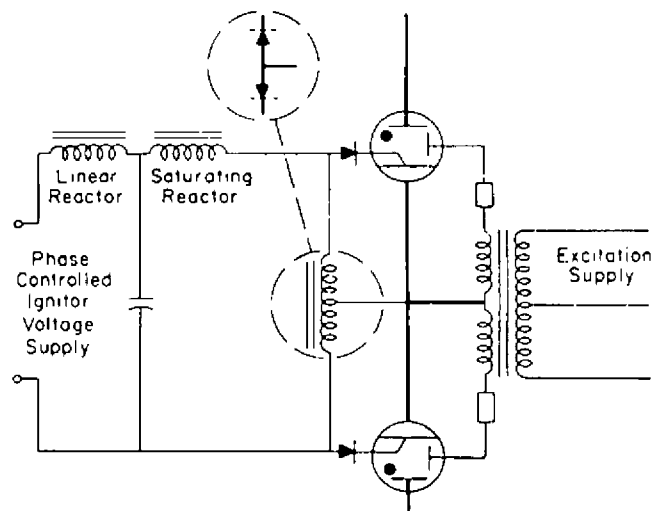 Linear
Reactor
Saturating
Reactor
Phase
Controlled
Ignitor
Voltage
Supply
Excitation
Supply